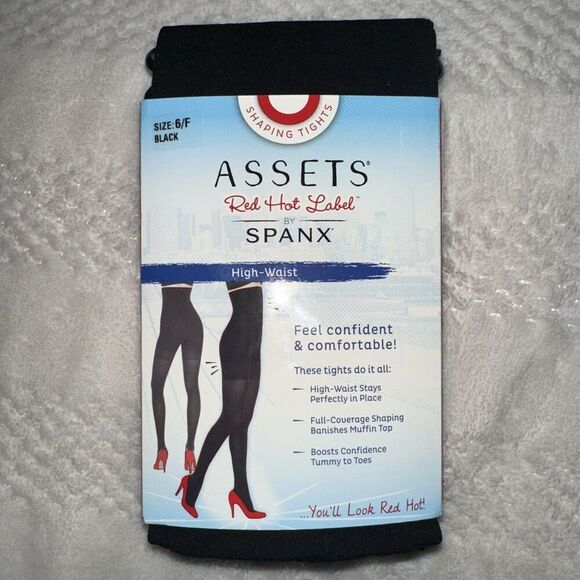 SHAPING TIGHTS
SIZE: 6/F
BLACK
ASSETS®
Red Hot Label™
BY
SPANX®
High-Waist
Feel confident
& comfortable!
These tights do it all:
— High-Waist Stays
Perfectly in Place
— Full-Coverage Shaping
Banishes Muffin Top
— Boosts Confidence
Tummy to Toes
...You'll Look Red Hot!